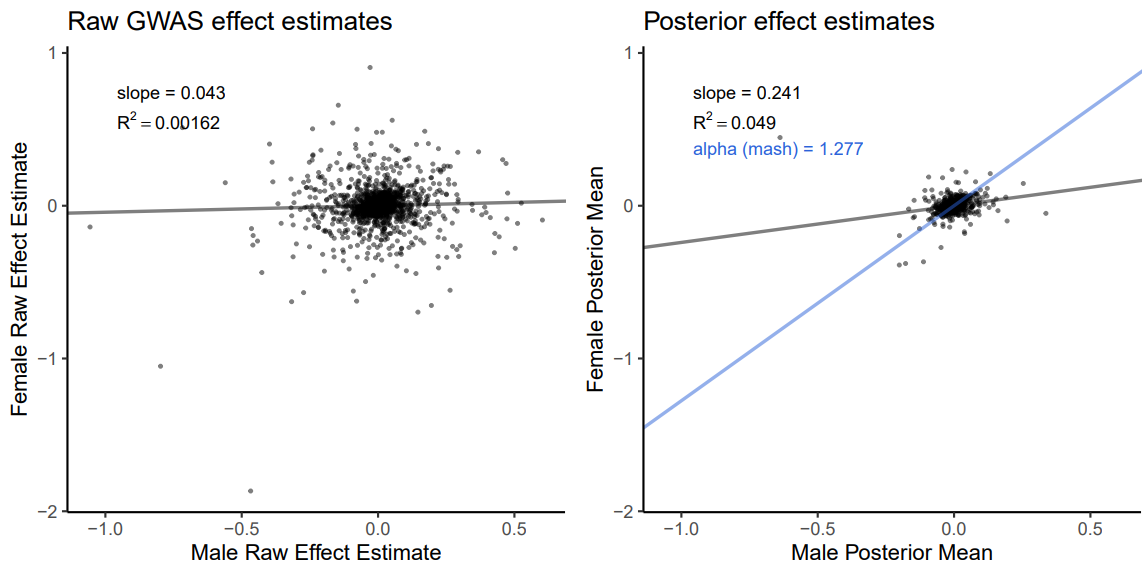 Raw GWAS effect estimates
slope = 0.043
R² = 0.00162
1
0
−1
−2
−1.0
−0.5
0.0
0.5
Male Raw Effect Estimate
Female Raw Effect Estimate
Posterior effect estimates
slope = 0.241
R² = 0.049
alpha (mash) = 1.277
1
0
−1
−2
−1.0
−0.5
0.0
0.5
Male Posterior Mean
Female Posterior Mean